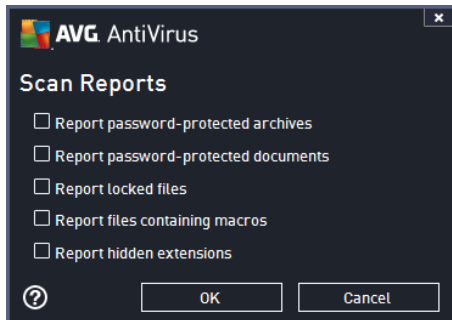 AVG. AntiVirus
Scan Reports
Report password-protected archives
Report password-protected documents
Report locked files
Report files containing macros
Report hidden extensions
? OK Cancel